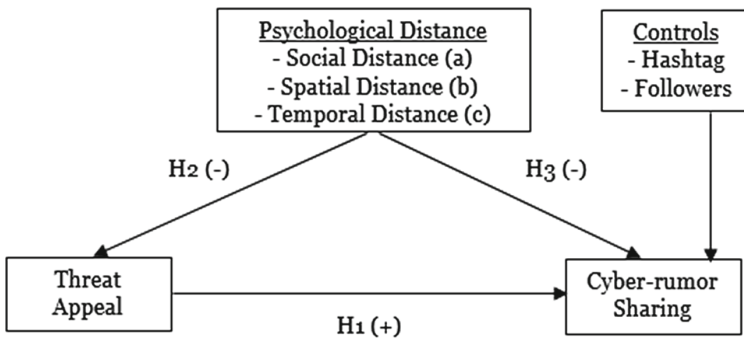 Psychological Distance
- Social Distance (a)
- Spatial Distance (b)
- Temporal Distance (c)
Controls
- Hashtag
- Followers
H2 (-)
H3 (-)
Threat
Appeal
Cyber-rumor
Sharing
H1 (+)